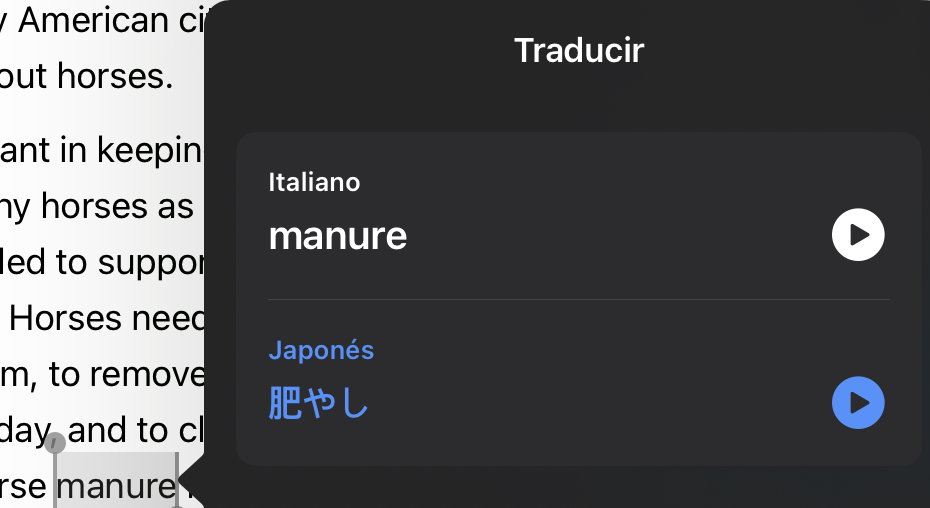 y American ci
out horses.
ant in keepin
ny horses as
led to suppor
Horses need
m, to remove
day, and to cl
rse manure
Traducir
Italiano
manure
Japonés
肥やし